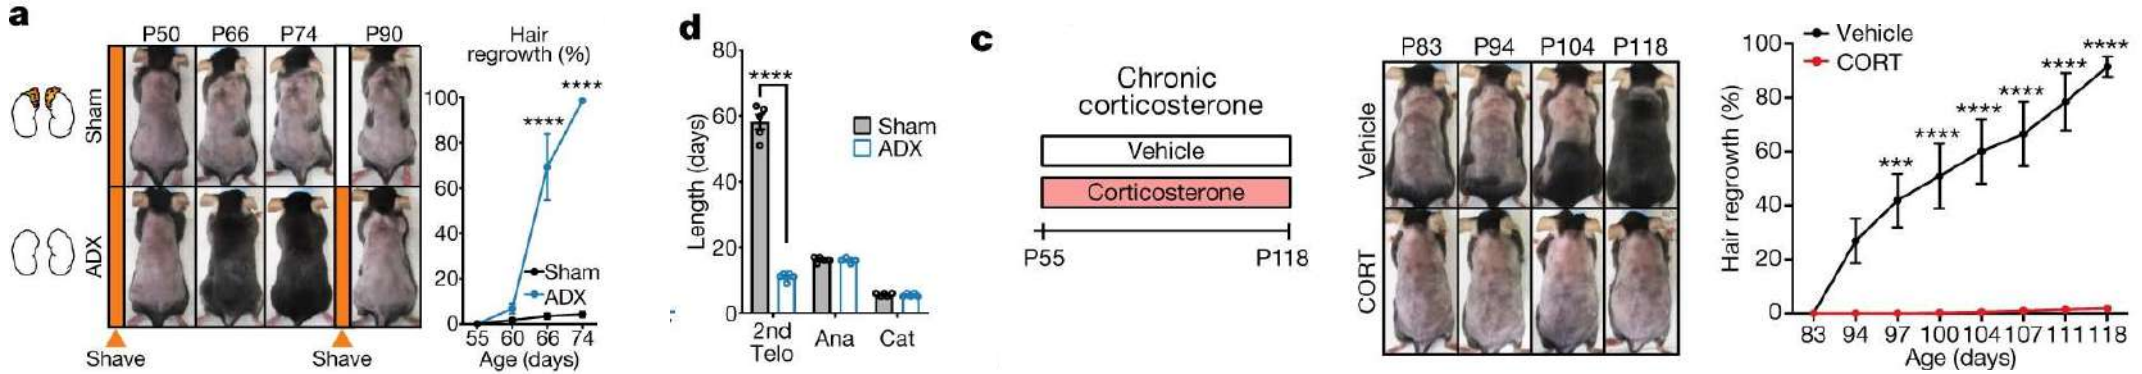 a
P50 P66 P74 P90
Sham
ADX
Shave
Shave
Hair
regrowth (%)
100
80
60
40
20
0
****
****
Sham
ADX
55 60 66 74
Age (days)
d
80
60
40
20
0
Length (days)
****
Sham
ADX
2nd
Telo
Ana
Cat
c
Chronic
corticosterone
Vehicle
Corticosterone
P55
P118
P83 P94 P104 P118
Vehicle
CORT
Hair regrowth (%)
100
80
60
40
20
0
Vehicle
CORT
***
****
****
****
****
****
83 94 97 100 104 107 111 118
Age (days)